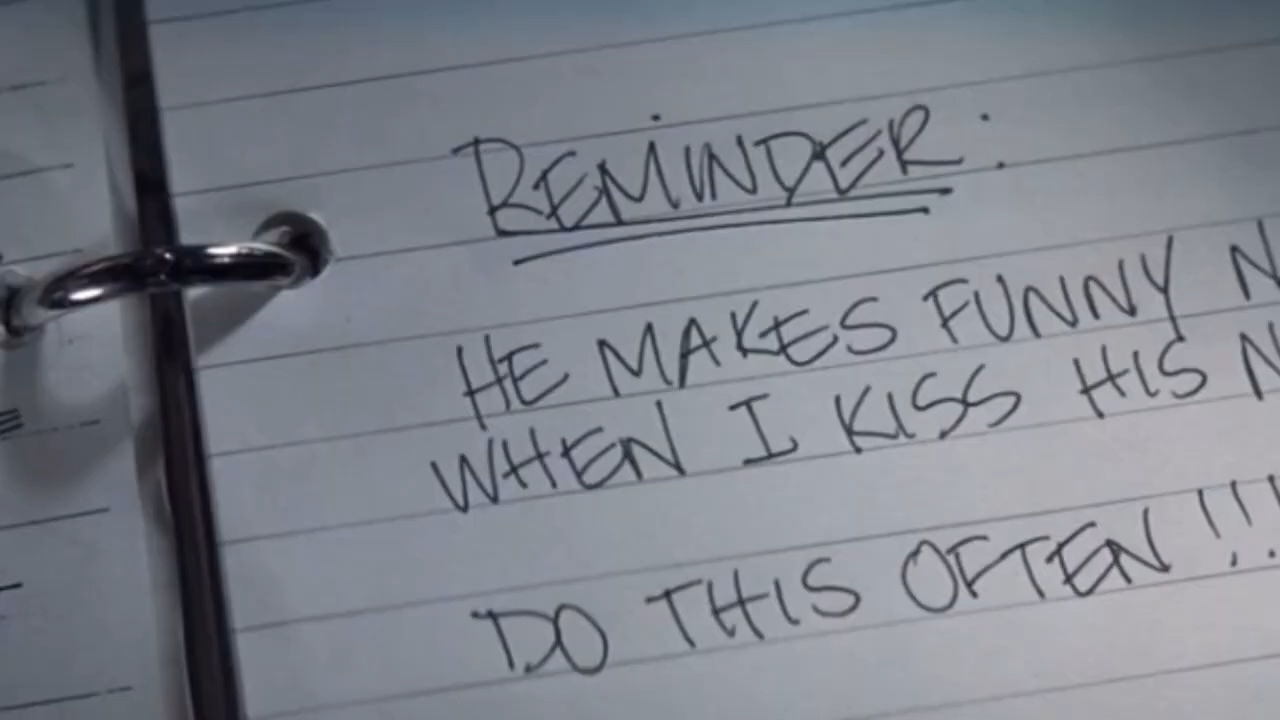 REMINDER:
HE MAKES FUNNY
WHEN I KISS HIS
DO THIS OFTEN!!!